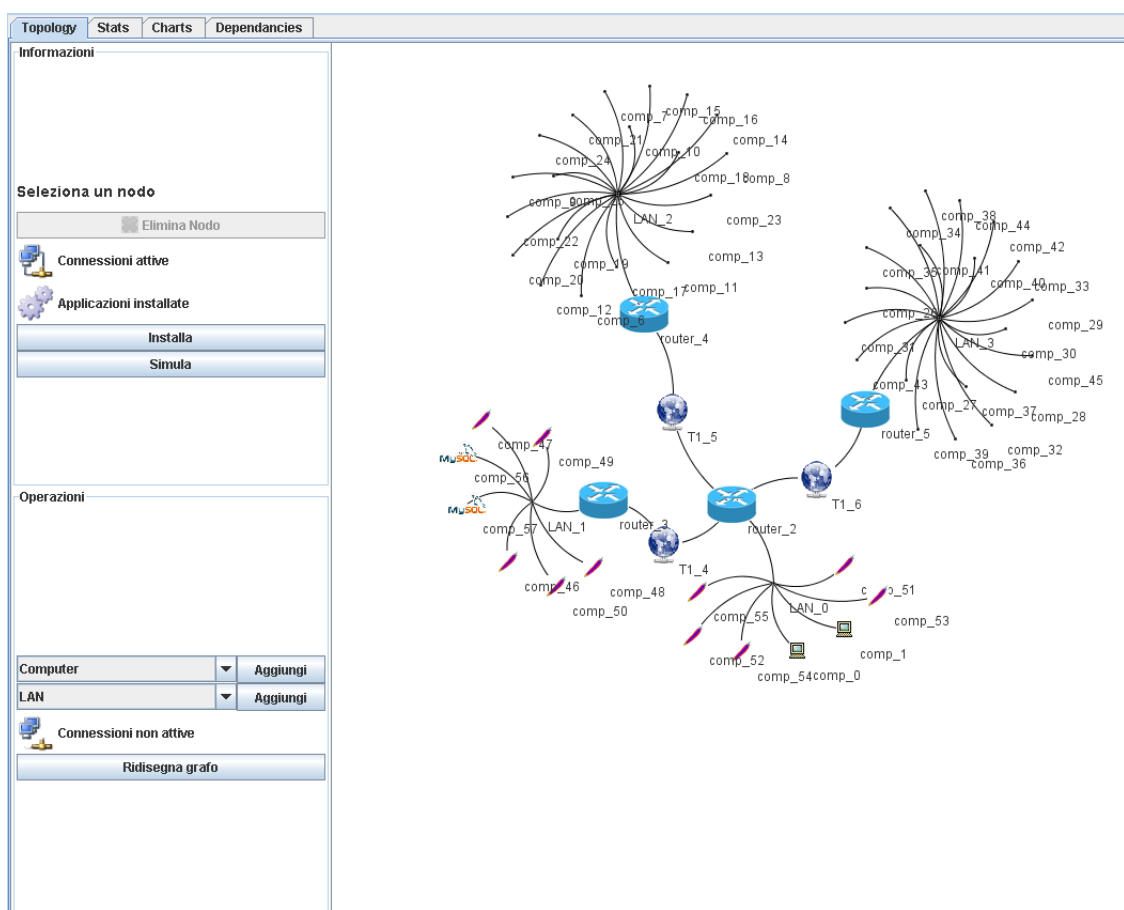 Topology Stats Charts Dependancies
Informazioni
Seleziona un nodo
Elimina Nodo
Connessioni attive
Applicazioni installate
Installa
Simula
Operazioni
Computer Aggiungi
LAN Aggiungi
Connessioni non attive
Ridisegna grafo
comp_7
comp_15
comp_16
comp_21
comp_14
comp_24
comp_10
comp_18
comp_8
comp_9
LAN_2
comp_23
comp_22
comp_19
comp_13
comp_20
comp_17
comp_11
comp_12
comp_6
router_4
T1_5
comp_38
comp_34
comp_44
comp_42
comp_35
comp_41
comp_40
comp_33
comp_29
comp_31
LAN_3
comp_30
comp_43
comp_45
comp_27
comp_37
comp_28
router_5
comp_39
comp_32
comp_36
T1_6
comp_47
comp_49
MySQL
comp_56
MySQL
comp_57
LAN_1
router_3
router_2
T1_4
comp_46
comp_48
comp_50
comp_51
LAN_0
comp_55
comp_53
comp_52
comp_1
comp_54
comp_0